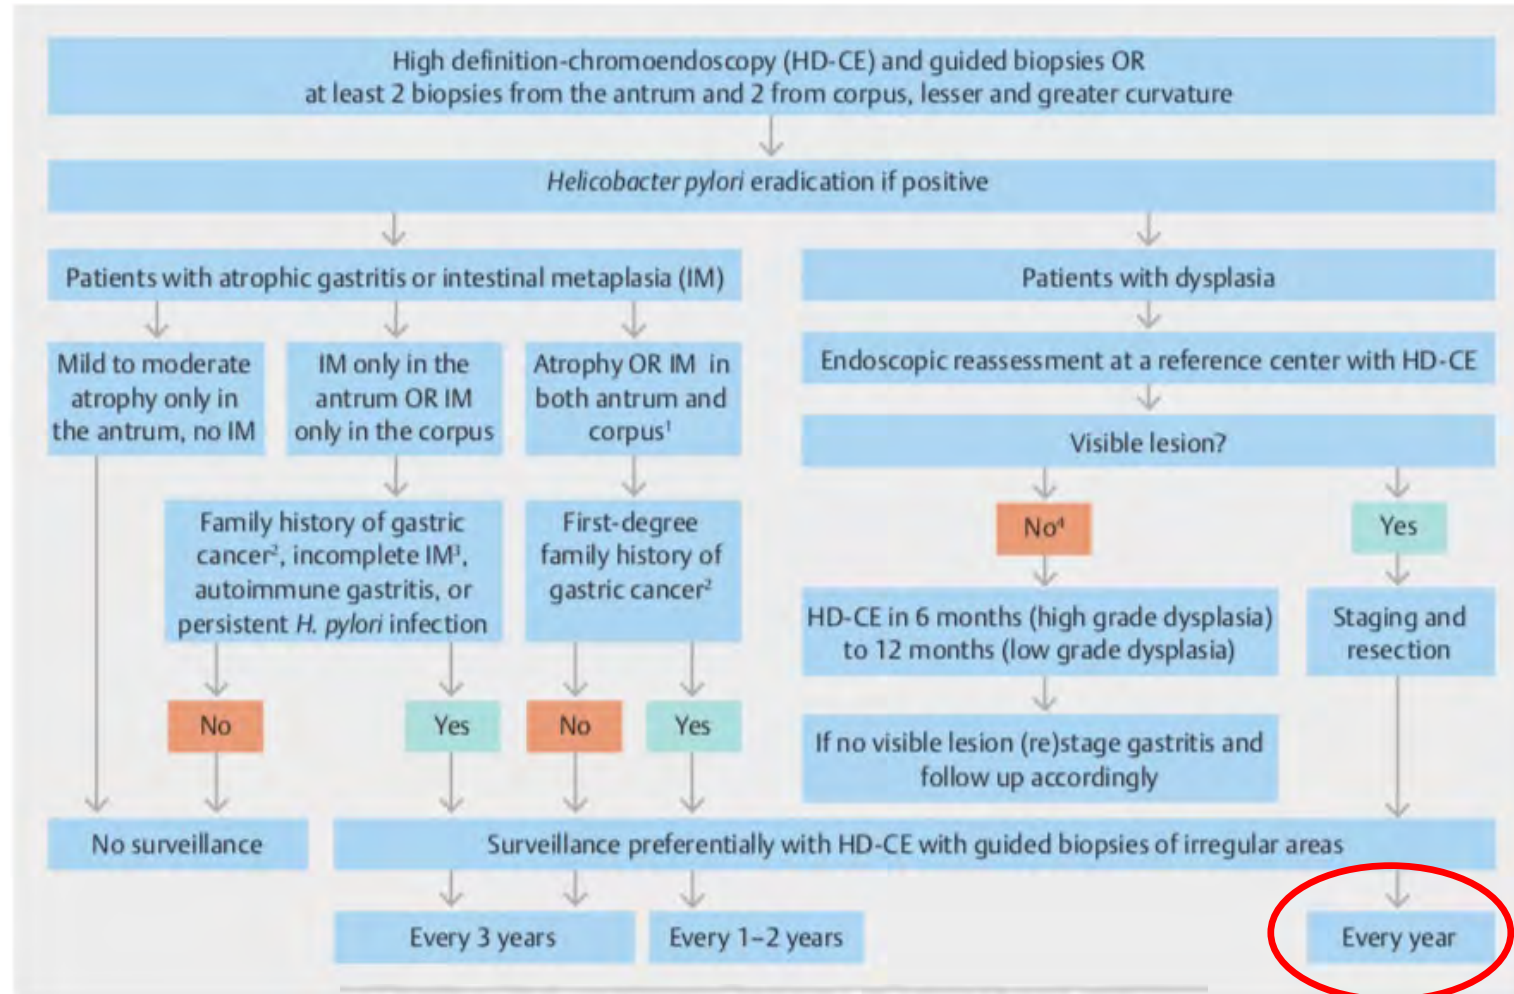 High definition-chromoendoscopy (HD-CE) and guided biopsies OR
at least 2 biopsies from the antrum and 2 from corpus, lesser and greater curvature
Helicobacter pylori eradication if positive
Patients with atrophic gastritis or intestinal metaplasia (IM)
Mild to moderate
atrophy only in
the antrum, no IM
IM only in the
antrum OR IM
only in the corpus
Atrophy OR IM in
both antrum and
corpus¹
Family history of gastric
cancer², incomplete IM³,
autoimmune gastritis, or
persistent H. pylori infection
First-degree
family history of
gastric cancer²
No
Yes
No
Yes
Patients with dysplasia
Endoscopic reassessment at a reference center with HD-CE
Visible lesion?
No⁴
Yes
HD-CE in 6 months (high grade dysplasia)
to 12 months (low grade dysplasia)
Staging and
resection
If no visible lesion (re)stage gastritis and
follow up accordingly
No surveillance
Surveillance preferentially with HD-CE with guided biopsies of irregular areas
Every 3 years
Every 1–2 years
Every year